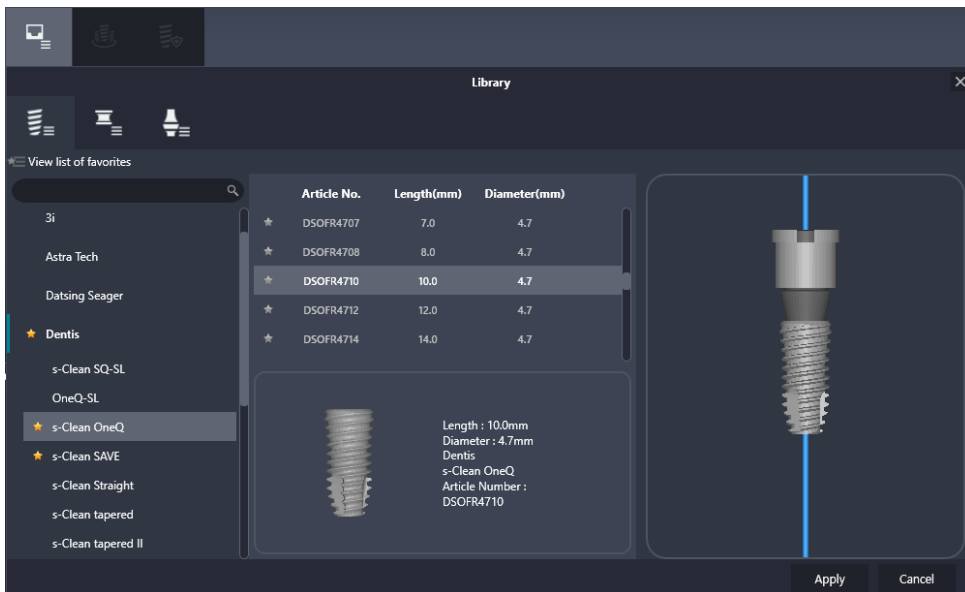 Library
View list of favorites
3i
Astra Tech
Datsing Seager
Dentis
s-Clean SQ-SL
OneQ-SL
s-Clean OneQ
s-Clean SAVE
s-Clean Straight
s-Clean tapered
s-Clean tapered II
Article No. Length(mm) Diameter(mm)
DSOFR4707 7.0 4.7
DSOFR4708 8.0 4.7
DSOFR4710 10.0 4.7
DSOFR4712 12.0 4.7
DSOFR4714 14.0 4.7
Length : 10.0mm
Diameter : 4.7mm
Dentis
s-Clean OneQ
Article Number :
DSOFR4710
Apply Cancel